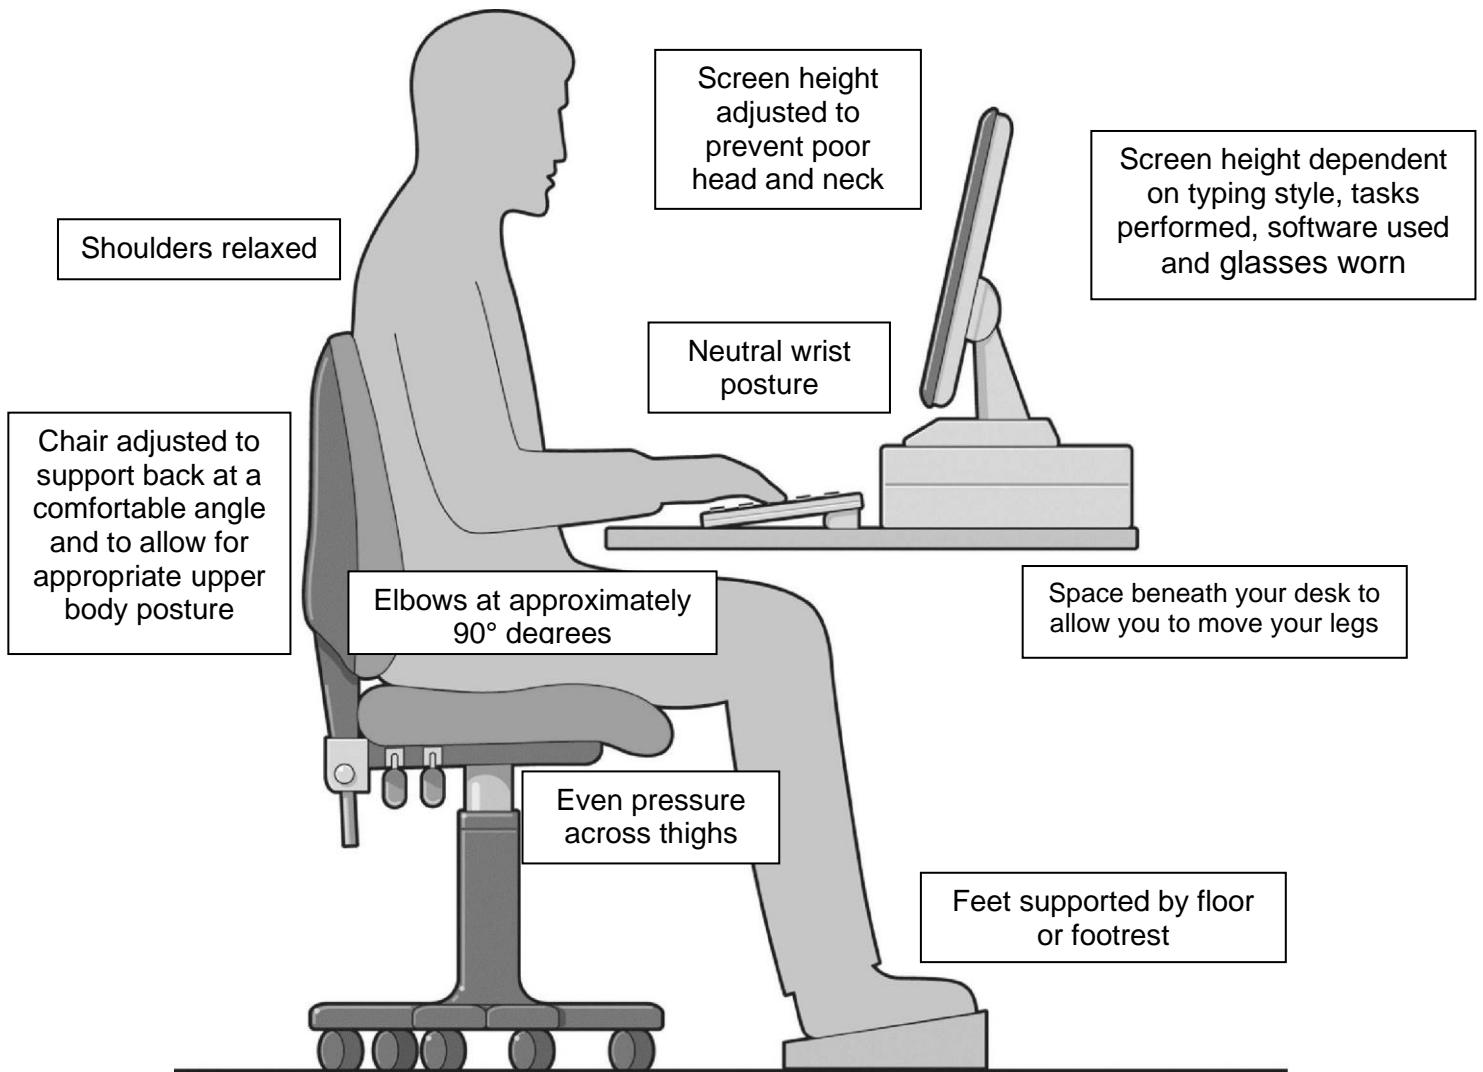 Screen height
adjusted to
prevent poor
head and neck
Screen height dependent
on typing style, tasks
performed, software used
and glasses worn
Shoulders relaxed
Neutral wrist
posture
Chair adjusted to
support back at a
comfortable angle
and to allow for
appropriate upper
body posture
Elbows at approximately
90° degrees
Space beneath your desk to
allow you to move your legs
Even pressure
across thighs
Feet supported by floor
or footrest